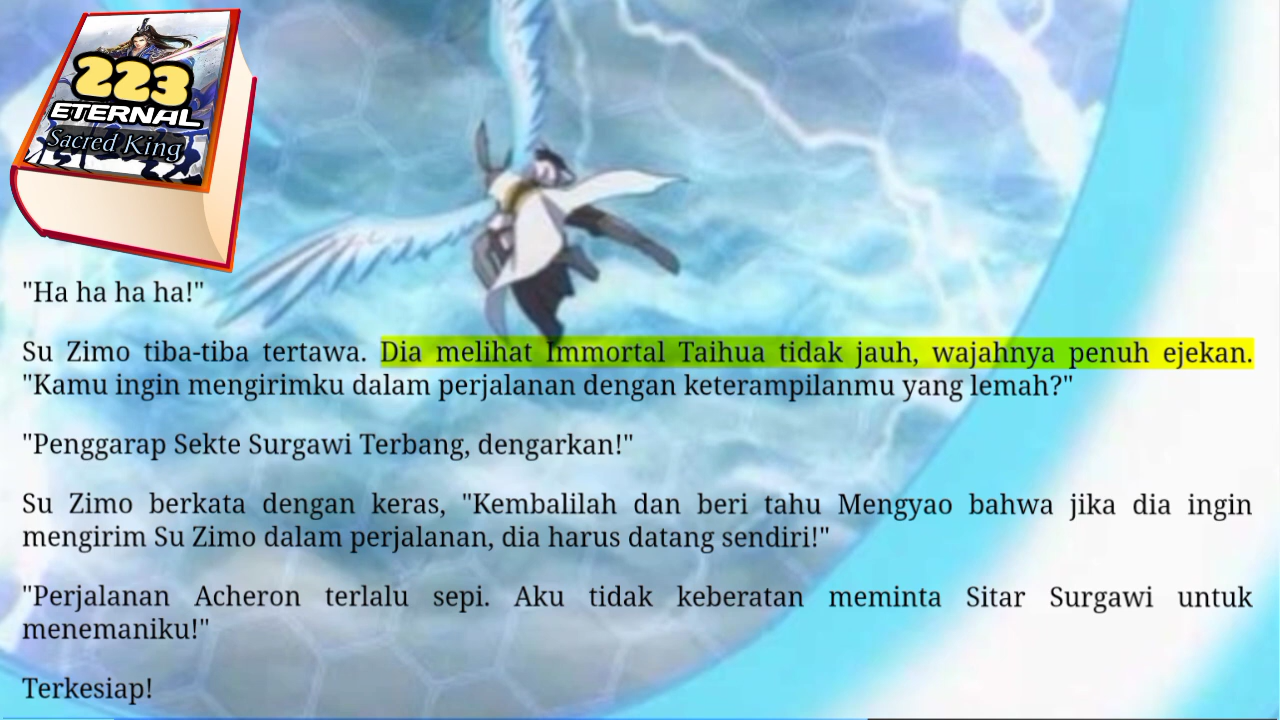 223
ETERNAL
Sacred King
"Ha ha ha ha!"
Su Zimo tiba-tiba tertawa. Dia melihat Immortal Taihua tidak jauh, wajahnya penuh ejekan.
"Kamu ingin mengirimku dalam perjalanan dengan keterampilanmu yang lemah?"
"Penggarap Sekte Surgawi Terbang, dengarkan!"
Su Zimo berkata dengan keras, "Kembalilah dan beri tahu Mengyao bahwa jika dia ingin
mengirim Su Zimo dalam perjalanan, dia harus datang sendiri!"
"Perjalanan Acheron terlalu sepi. Aku tidak keberatan meminta Sitar Surgawi untuk
menemaniku!"
Terkesiap!